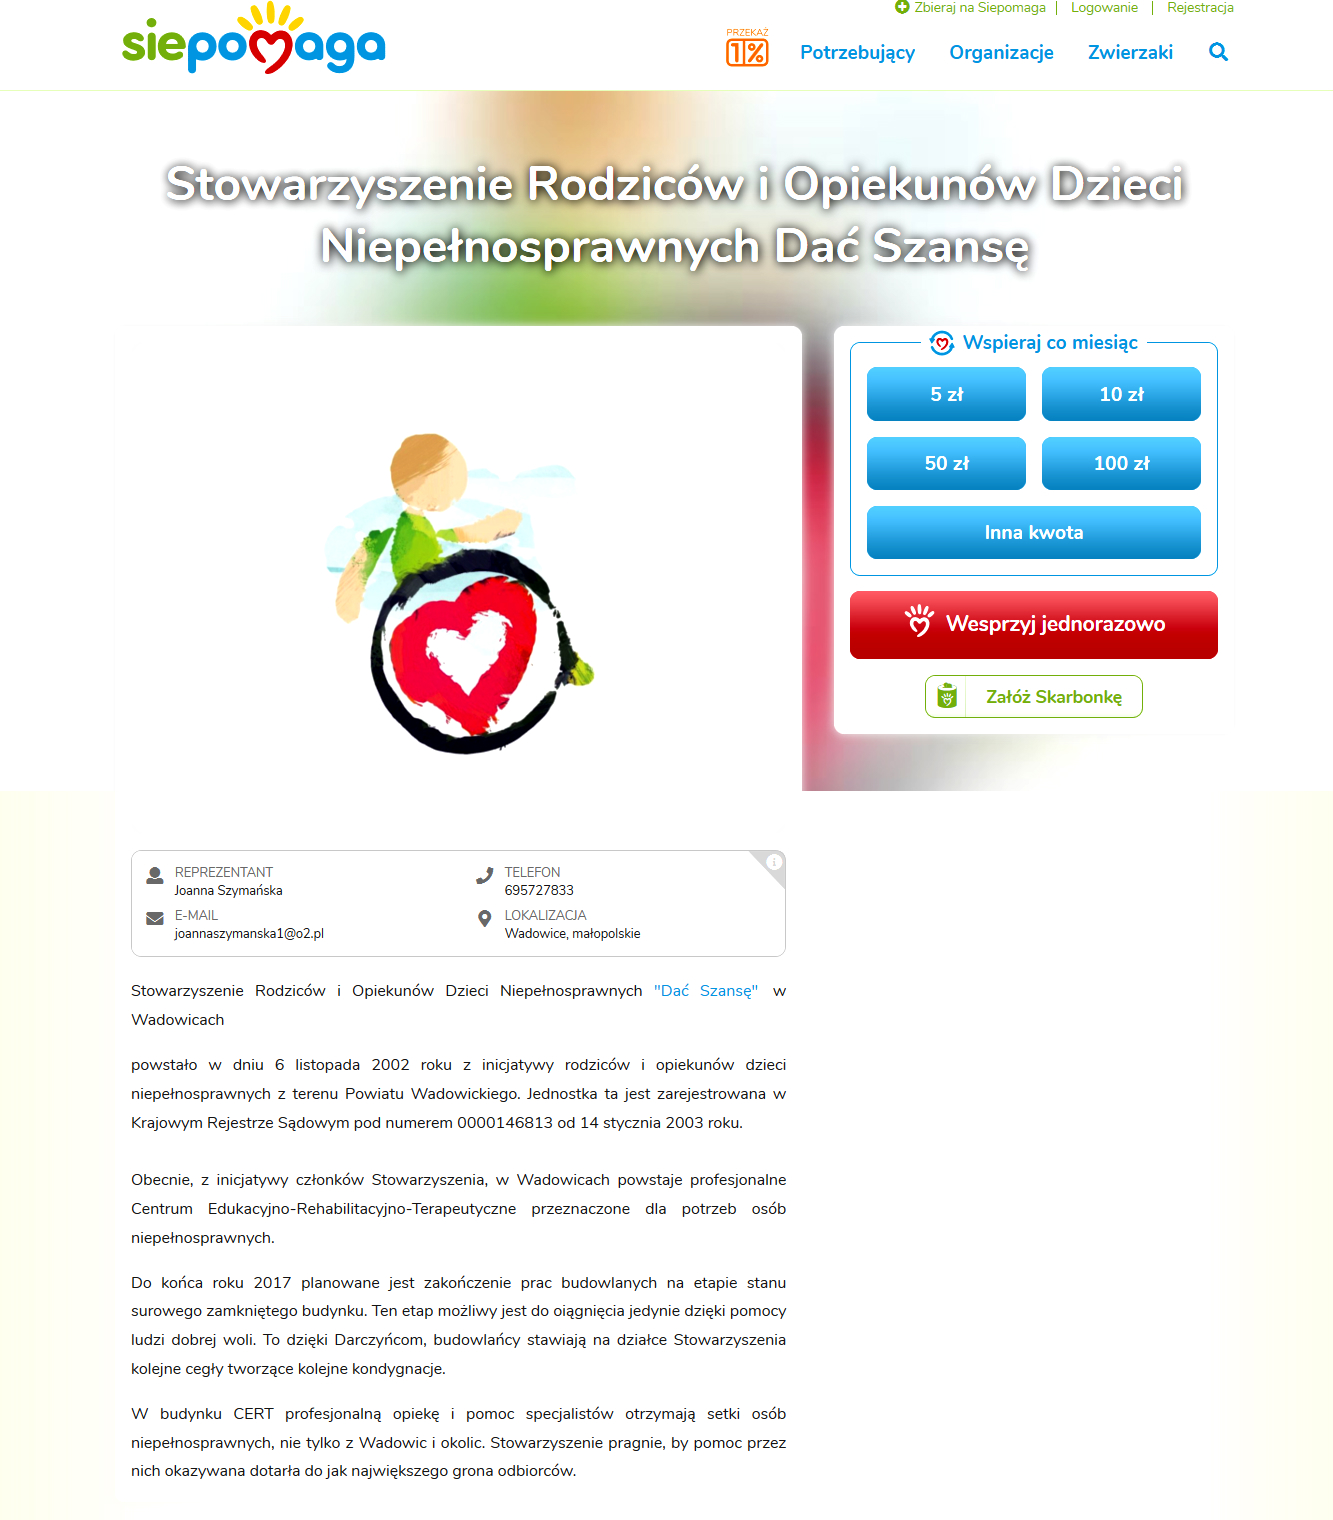 siepomaga
Zbieraj na Siepomaga | Logowanie | Rejestracja
PRZEKAŻ
1%
Potrzebujący Organizacje Zwierzaki
Stowarzyszenie Rodziców i Opiekunów Dzieci
Niepełnosprawnych Dać Szansę
Wspieraj co miesiąc
5 zł 10 zł
50 zł 100 zł
Inna kwota
Wesprzyj jednorazowo
Załóż Skarbonkę
REPREZENTANT
Joanna Szymańska
TELEFON
695727833
E-MAIL
joannaszymanska1@o2.pl
LOKALIZACJA
Wadowice, małopolskie
Stowarzyszenie Rodziców i Opiekunów Dzieci Niepełnosprawnych "Dać Szansę" w
Wadowicach
powstało w dniu 6 listopada 2002 roku z inicjatywy rodziców i opiekunów dzieci
niepełnosprawnych z terenu Powiatu Wadowickiego. Jednostka ta jest zarejestrowana w
Krajowym Rejestrze Sądowym pod numerem 0000146813 od 14 stycznia 2003 roku.
Obecnie, z inicjatywy członków Stowarzyszenia, w Wadowicach powstaje profesjonalne
Centrum Edukacyjno-Rehabilitacyjno-Terapeutyczne przeznaczone dla potrzeb osób
niepełnosprawnych.
Do końca roku 2017 planowane jest zakończenie prac budowlanych na etapie stanu
surowego zamkniętego budynku. Ten etap możliwy jest do oiągnięcia jedynie dzięki pomocy
ludzi dobrej woli. To dzięki Darczyńcom, budowlańcy stawiają na działce Stowarzyszenia
kolejne cegły tworzące kolejne kondygnacje.
W budynku CERT profesjonalną opiekę i pomoc specjalistów otrzymają setki osób
niepełnosprawnych, nie tylko z Wadowic i okolic. Stowarzyszenie pragnie, by pomoc przez
nich okazywana dotarła do jak największego grona odbiorców.